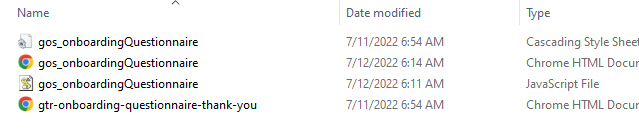 Name Date modified Type
gos_onboardingQuestionnaire 7/11/2022 6:54 AM Cascading Style Sheet
gos_onboardingQuestionnaire 7/12/2022 6:14 AM Chrome HTML Docu
gos_onboardingQuestionnaire 7/12/2022 6:11 AM JavaScript File
gtr-onboarding-questionnaire-thank-you 7/11/2022 6:54 AM Chrome HTML Docu